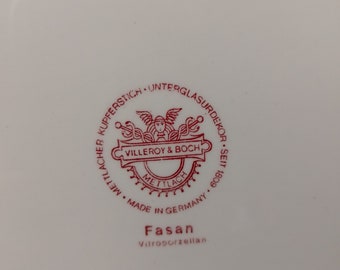 METTLACHER KUPFERSTICH · UNTERGLASURDEKOR · SEIT 1809 · MADE IN GERMANY ·
VILLEROY & BOCH
METTLACH
Fasan
Vitroporzellan